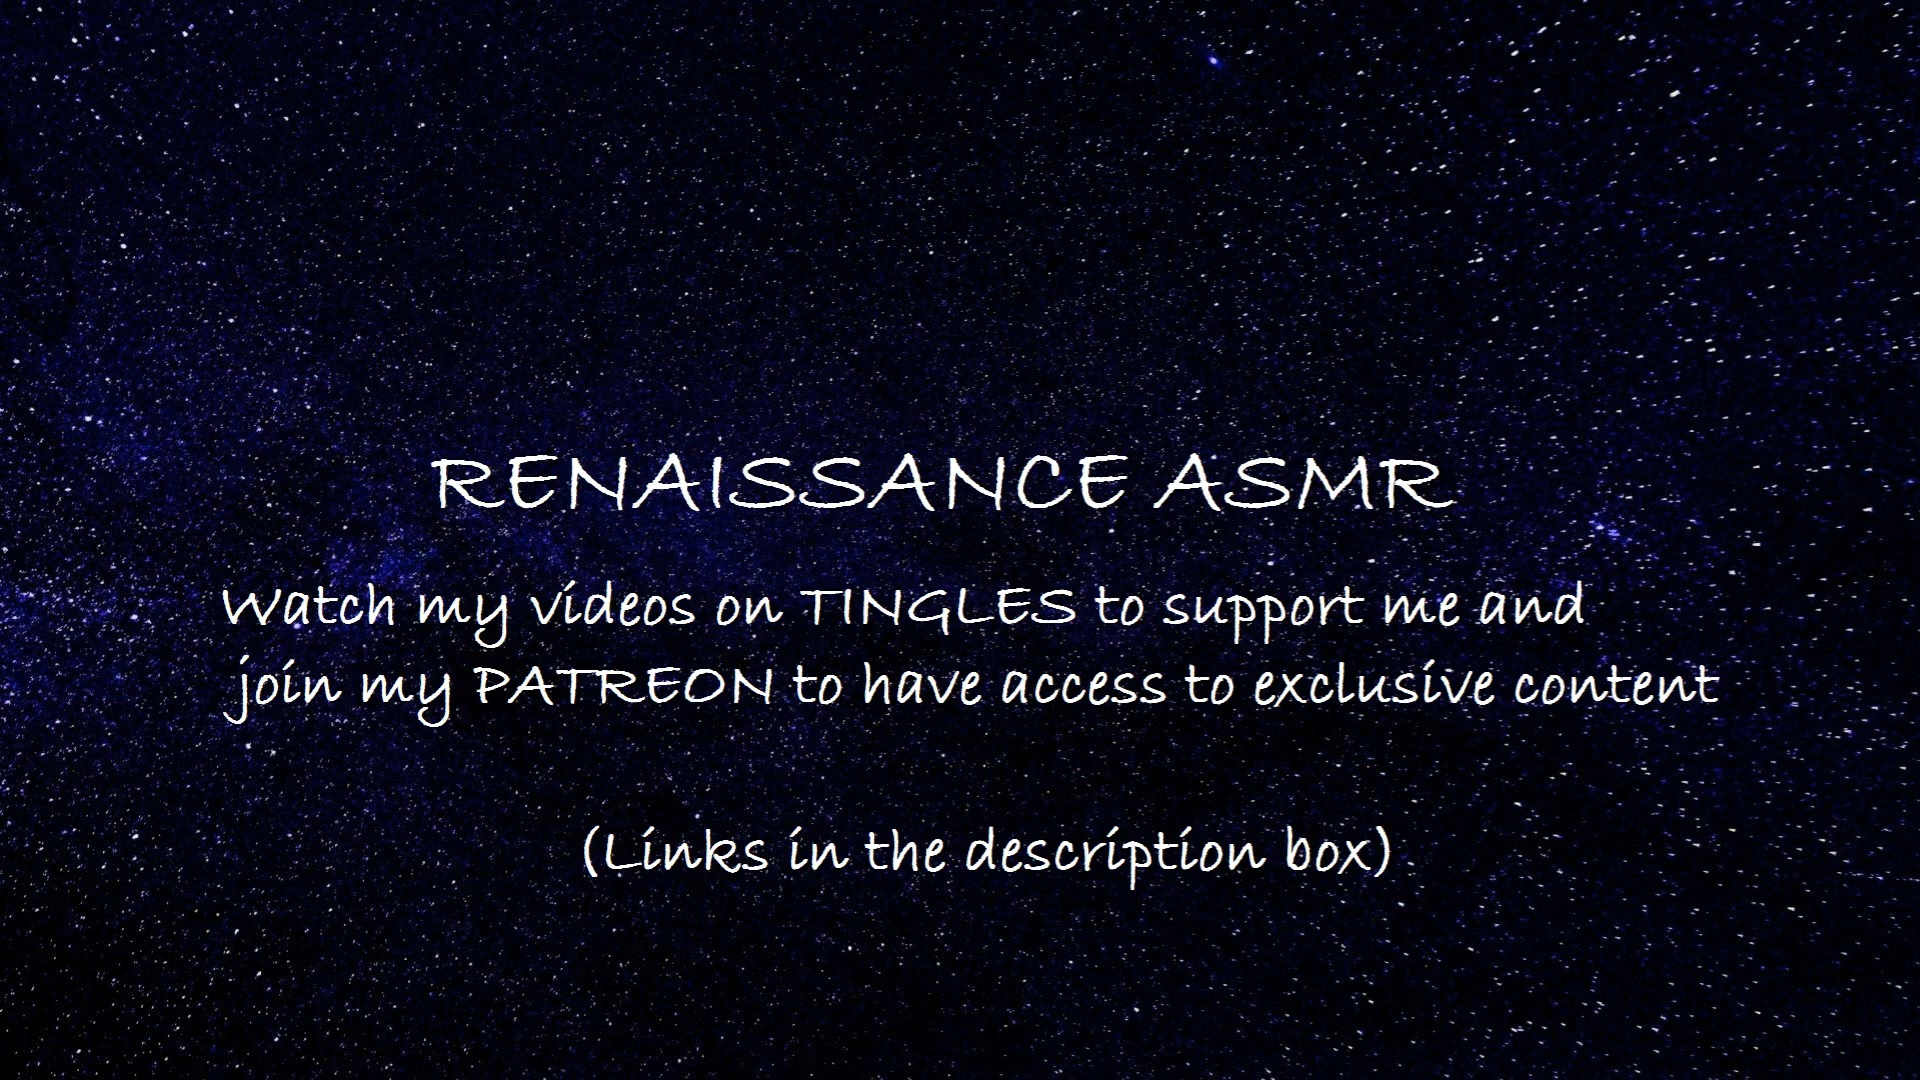 RENAISSANCE ASMR
Watch my videos on TINGLES to support me and
join my PATREON to have access to exclusive content
(Links in the description box)